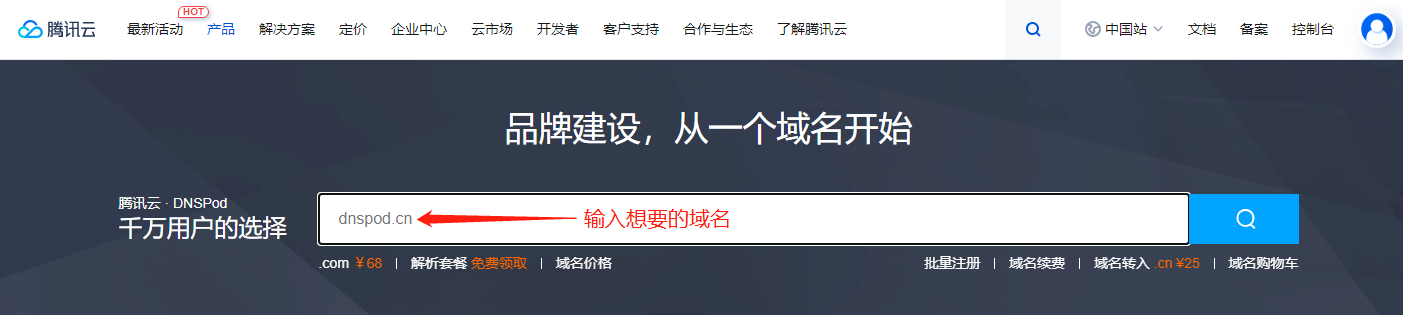 腾讯云 最新活动 HOT 产品 解决方案 定价 企业中心 云市场 开发者 客户支持 合作与生态 了解腾讯云 中国站 文档 备案 控制台
品牌建设，从一个域名开始
腾讯云 · DNSPod
千万用户的选择
dnspod.cn 输入想要的域名
.com ¥68 | 解析套餐 免费领取 | 域名价格 批量注册 | 域名续费 | 域名转入 .cn ¥25 | 域名购物车